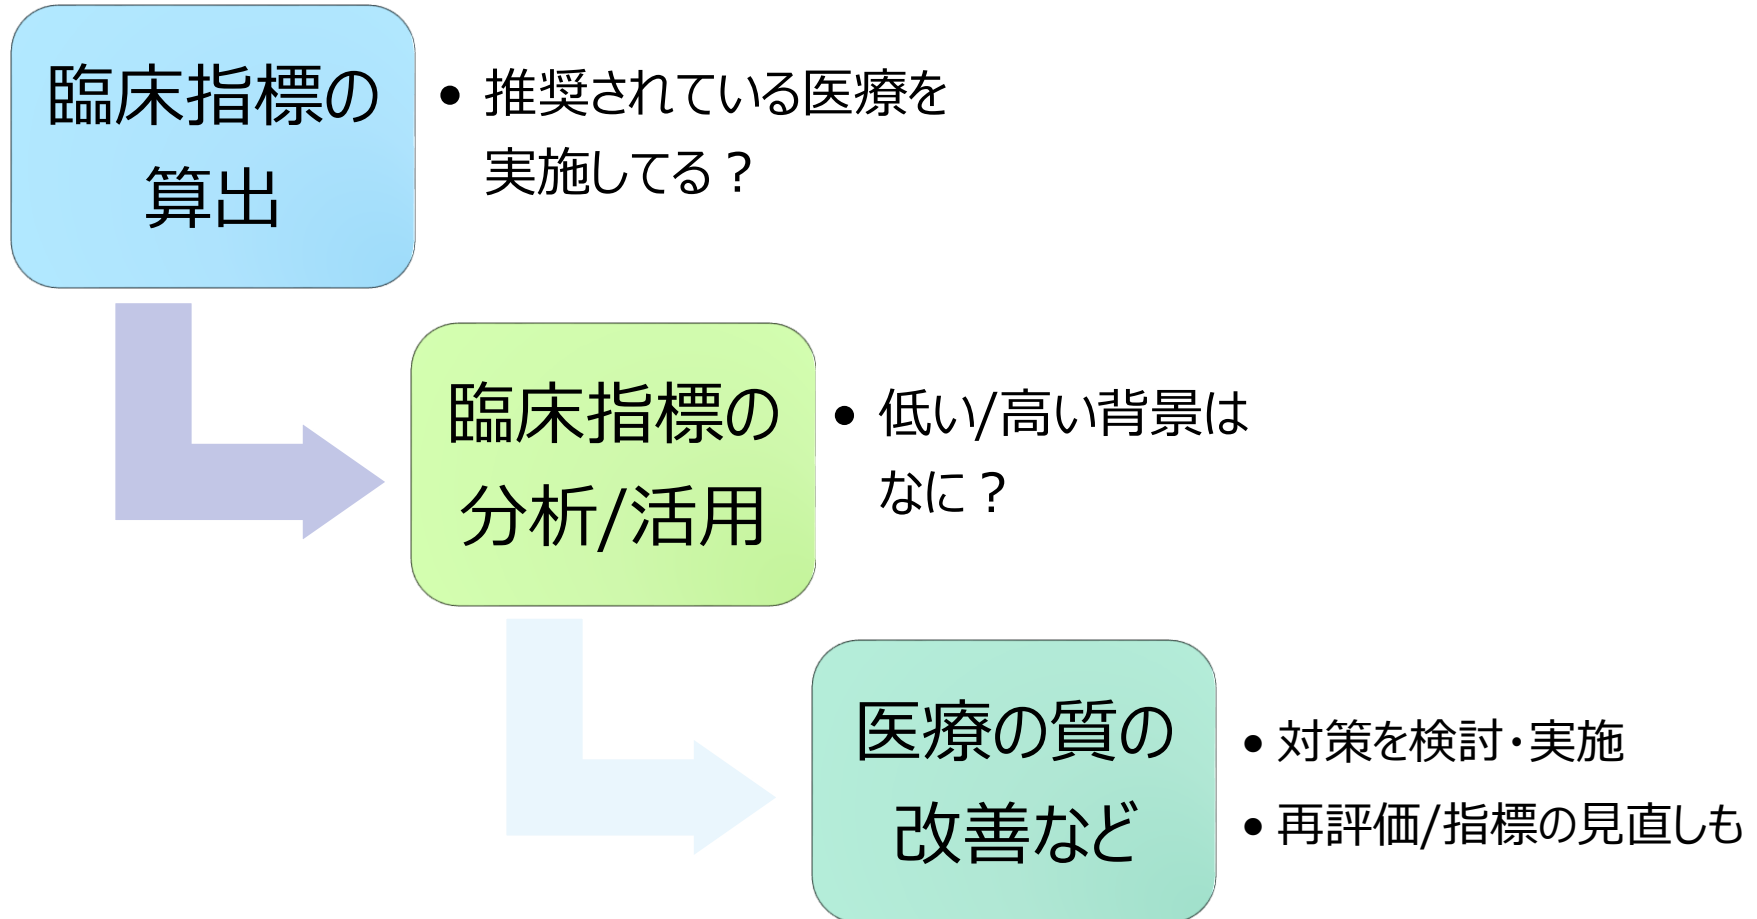 臨床指標の
算出
• 推奨されている医療を
実施してる？
臨床指標の
分析/活用
• 低い/高い背景は
なに？
医療の質の
改善など
• 対策を検討・実施
• 再評価/指標の見直しも